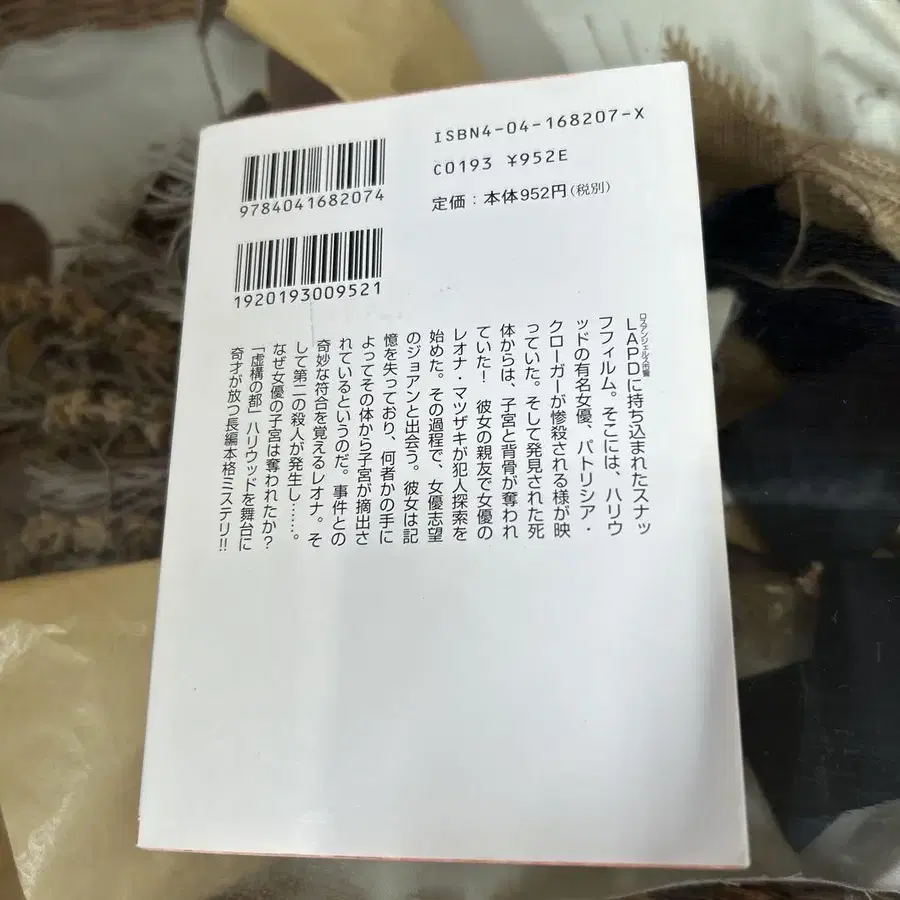 ISBN4-04-168207-X
C0193 ¥952E
定価：本体952円(税別)
9784041682074
1920193009521
ロスアンジェルス市警
LAPDに持ち込まれたスナッ
フフィルム。そこには、ハリウ
ッドの有名女優、パトリシア・
クローガーが惨殺される様が映
っていた。そして発見された死
体からは、子宮と背骨が奪われ
ていた！ 彼女の親友で女優の
レオナ・マツザキが犯人探索を
始めた。その過程で、女優志望
のジョアンと出会う。彼女は記
憶を失っており、何者かの手に
よってその体から子宮が摘出さ
れているというのだ。事件との
奇妙な符合を覚えるレオナ。そ
して第二の殺人が発生し……。
なぜ女優の子宮は奪われたか？
「虚構の都」ハリウッドを舞台に
奇才が放つ長編本格ミステリ!!